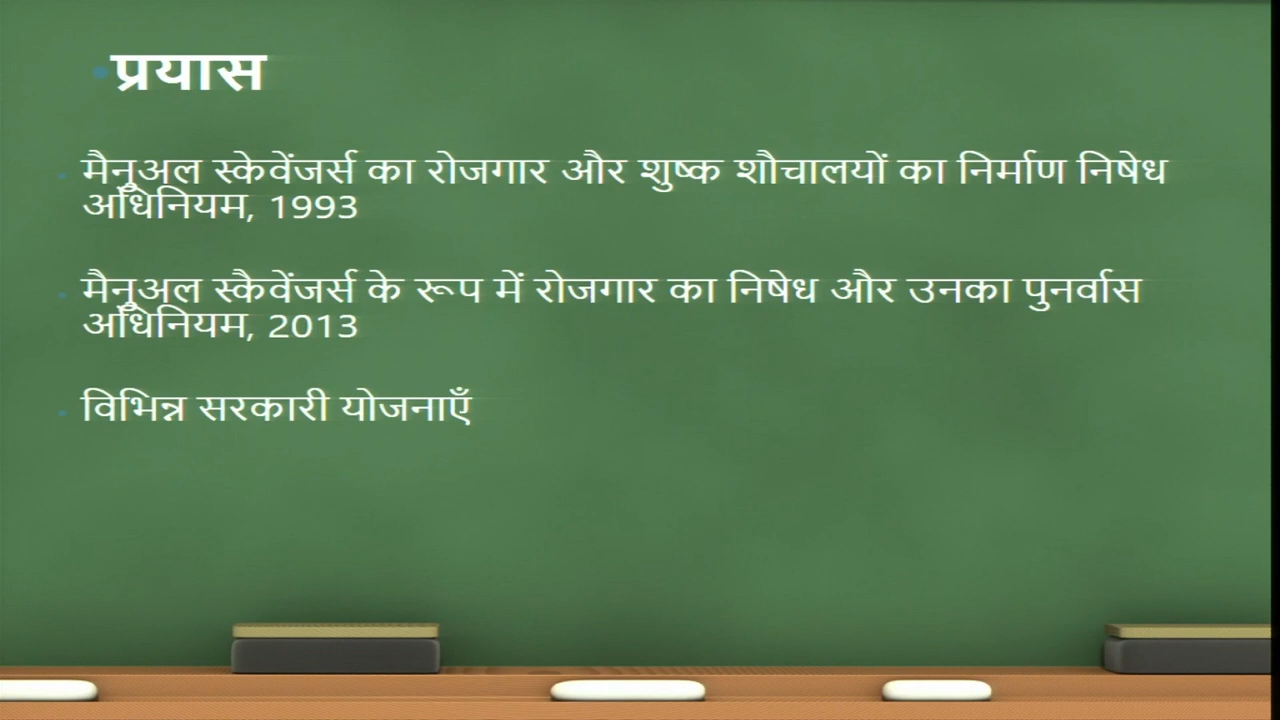 प्रयास
मैनुअल स्केवेंजर्स का रोजगार और शुष्क शौचालयों का निर्माण निषेध
अधिनियम, 1993
मैनुअल स्कैवेंजर्स के रूप में रोजगार का निषेध और उनका पुनर्वास
अधिनियम, 2013
विभिन्न सरकारी योजनाएँ